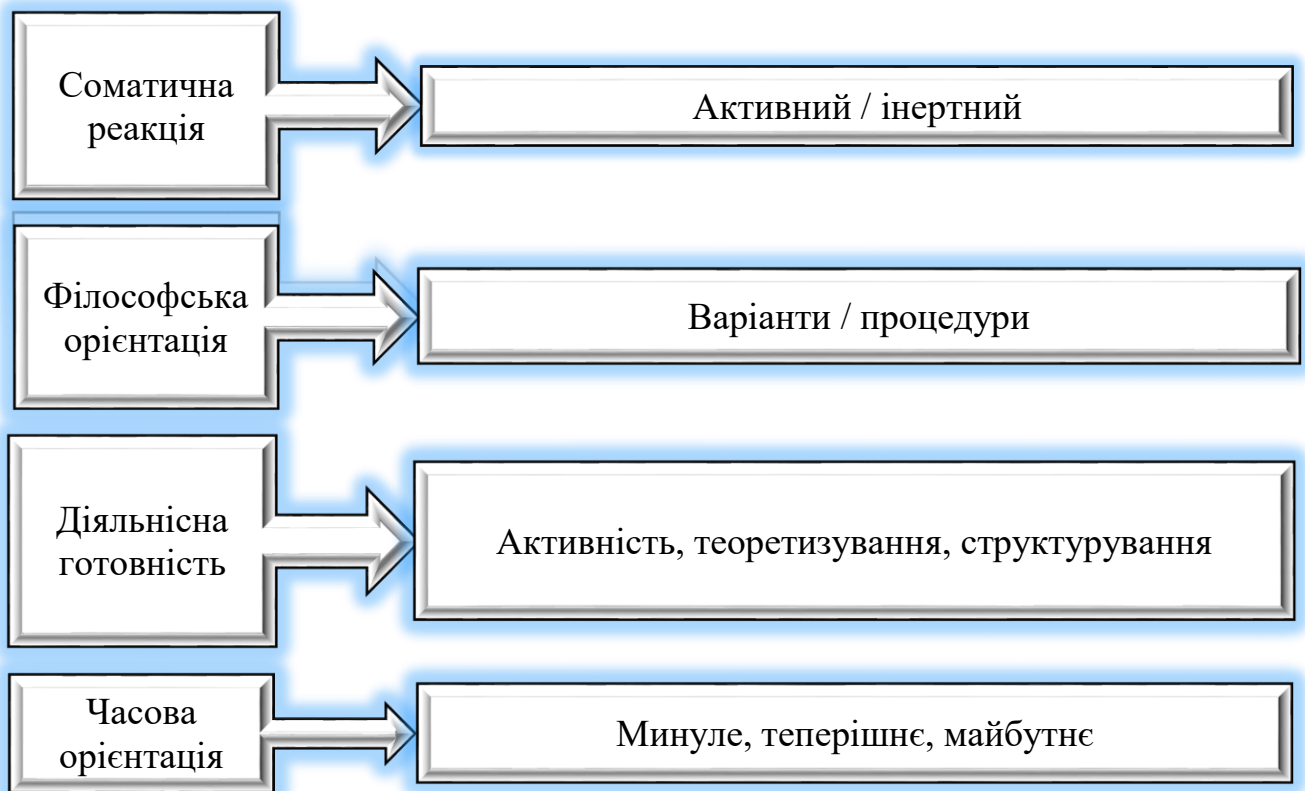 Соматична
реакція
Активний / інертний
Філософська
орієнтація
Варіанти / процедури
Діяльнісна
готовність
Активність, теоретизування, структурування
Часова
орієнтація
Минуле, теперішнє, майбутнє